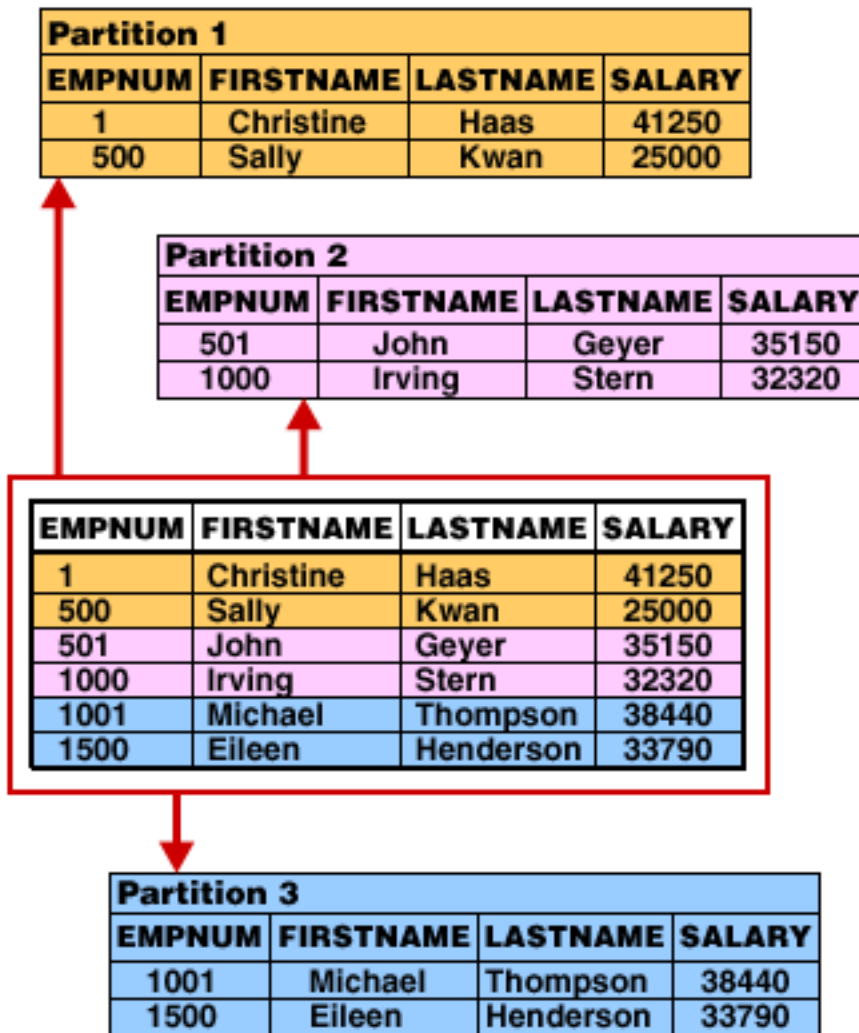 Partition 1
EMPNUM FIRSTNAME LASTNAME SALARY
1 Christine Haas 41250
500 Sally Kwan 25000
Partition 2
EMPNUM FIRSTNAME LASTNAME SALARY
501 John Geyer 35150
1000 Irving Stern 32320
EMPNUM FIRSTNAME LASTNAME SALARY
1 Christine Haas 41250
500 Sally Kwan 25000
501 John Geyer 35150
1000 Irving Stern 32320
1001 Michael Thompson 38440
1500 Eileen Henderson 33790
Partition 3
EMPNUM FIRSTNAME LASTNAME SALARY
1001 Michael Thompson 38440
1500 Eileen Henderson 33790